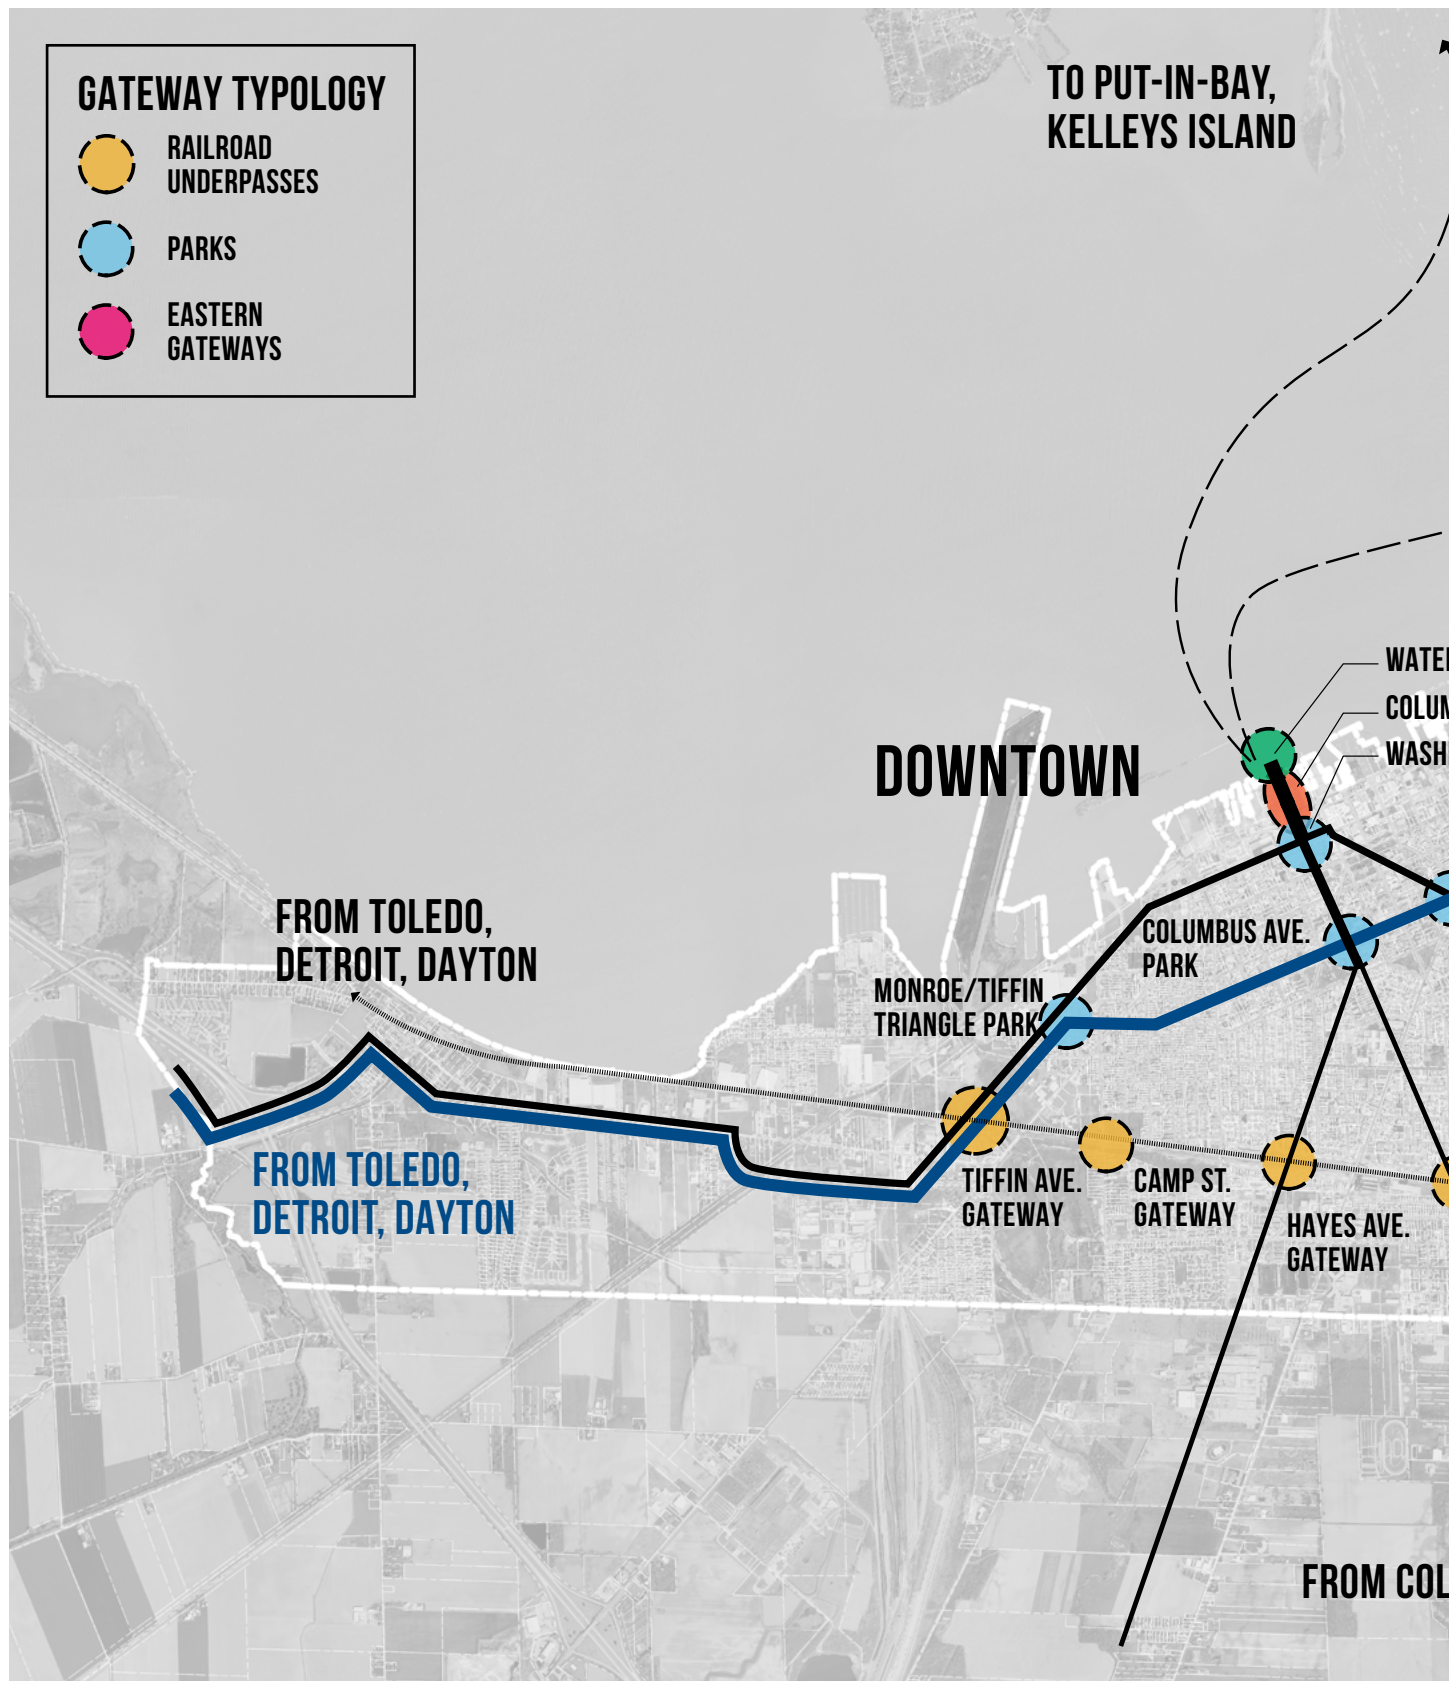 GATEWAY TYPOLOGY
RAILROAD
UNDERPASSES
PARKS
EASTERN
GATEWAYS
TO PUT-IN-BAY,
KELLEYS ISLAND
DOWNTOWN
COLUMBUS AVE.
PARK
MONROE/TIFFIN
TRIANGLE PARK
FROM TOLEDO,
DETROIT, DAYTON
FROM TOLEDO,
DETROIT, DAYTON
TIFFIN AVE.
GATEWAY
CAMP ST.
GATEWAY
HAYES AVE.
GATEWAY
FROM